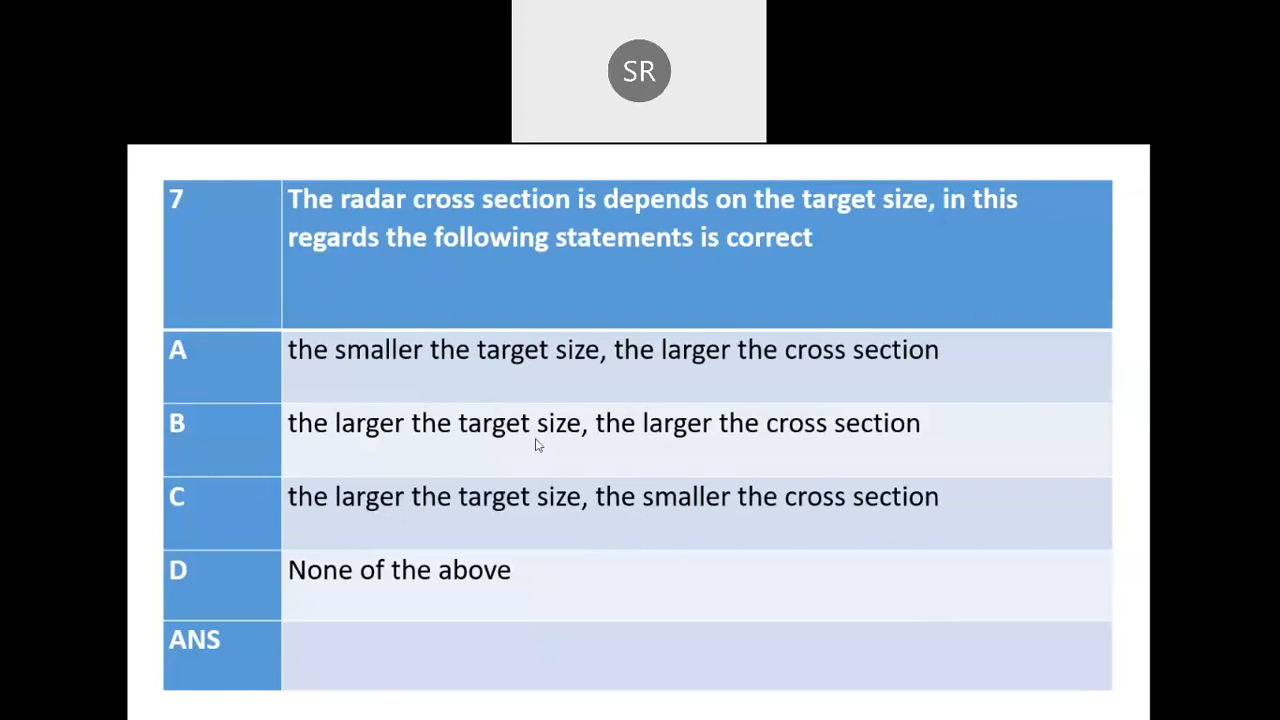 SR
7 The radar cross section is depends on the target size, in this
regards the following statements is correct
A the smaller the target size, the larger the cross section
B the larger the target size, the larger the cross section
C the larger the target size, the smaller the cross section
D None of the above
ANS